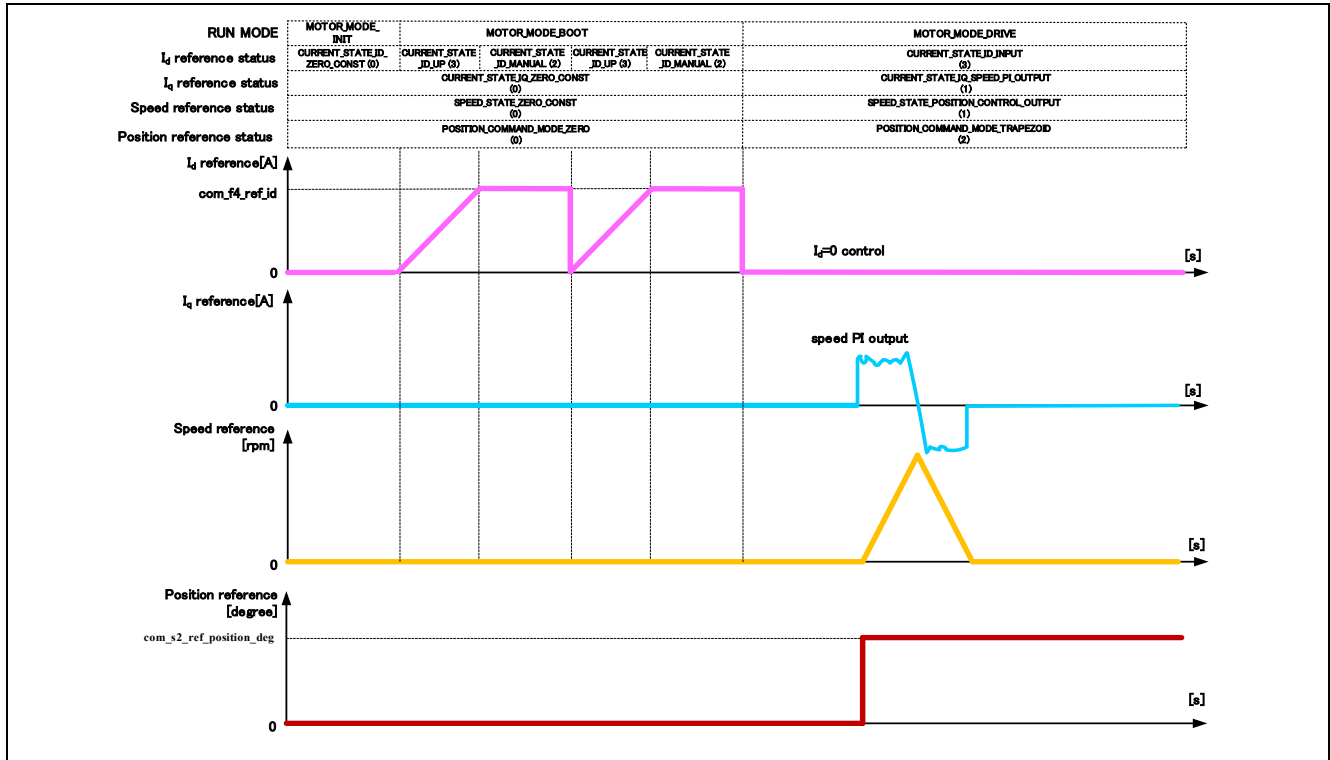 RUN MODE
MOTOR_MODE_
INIT
MOTOR_MODE_BOOT
MOTOR_MODE_DRIVE
Id reference status
CURRENT_STATE_ID_
ZERO_CONST (0)
CURRENT_STATE
_ID_UP (3)
CURRENT_STATE
_ID_MANUAL (2)
CURRENT_STATE
_ID_UP (3)
CURRENT_STATE
_ID_MANUAL (2)
CURRENT_STATE_ID_INPUT
(3)
Iq reference status
CURRENT_STATE_IQ_ZERO_CONST
(0)
CURRENT_STATE_IQ_SPEED_PI_OUTPUT
(1)
Speed reference status
SPEED_STATE_ZERO_CONST
(0)
SPEED_STATE_POSITION_CONTROL_OUTPUT
(1)
Position reference status
POSITION_COMMAND_MODE_ZERO
(0)
POSITION_COMMAND_MODE_TRAPEZOID
(2)
Id reference[A]
com_f4_ref_id
Id=0 control
[s]
0
Iq reference[A]
speed PI output
[s]
0
Speed reference
[rpm]
[s]
0
Position reference
[degree]
com_s2_ref_position_deg
[s]
0